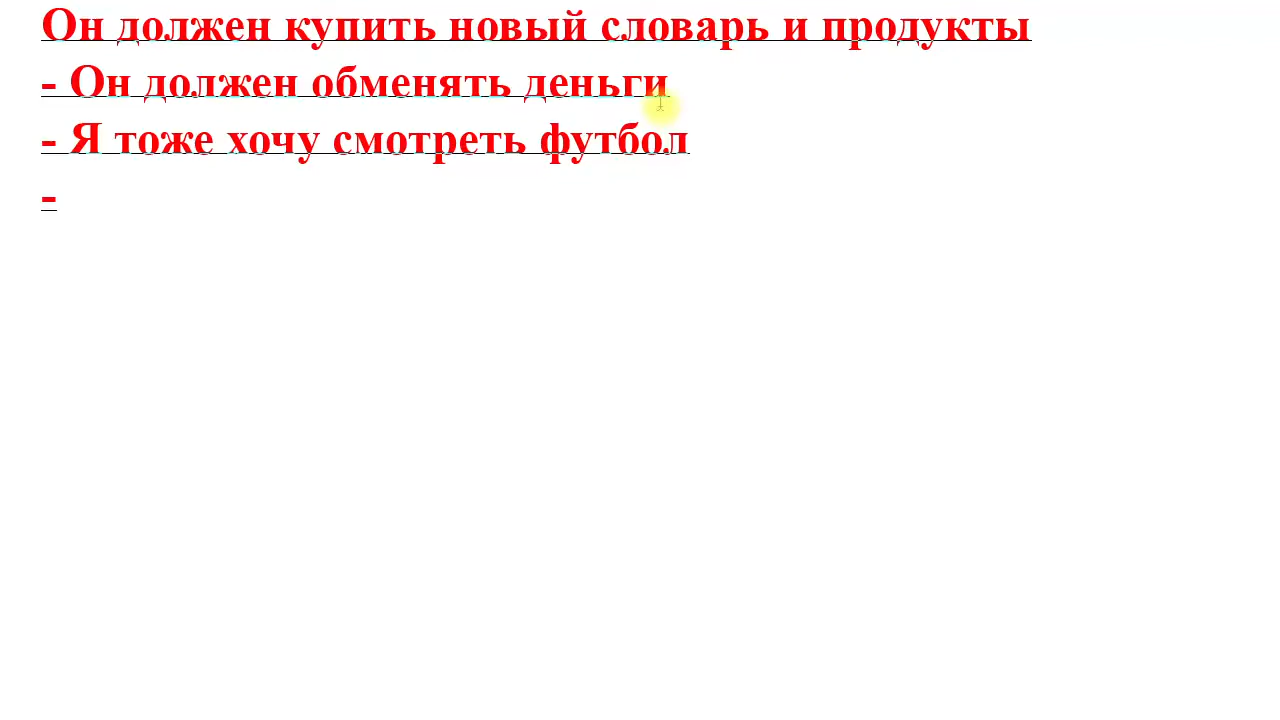 Он должен купить новый словарь и продукты
- Он должен обменять деньги
- Я тоже хочу смотреть футбол
-